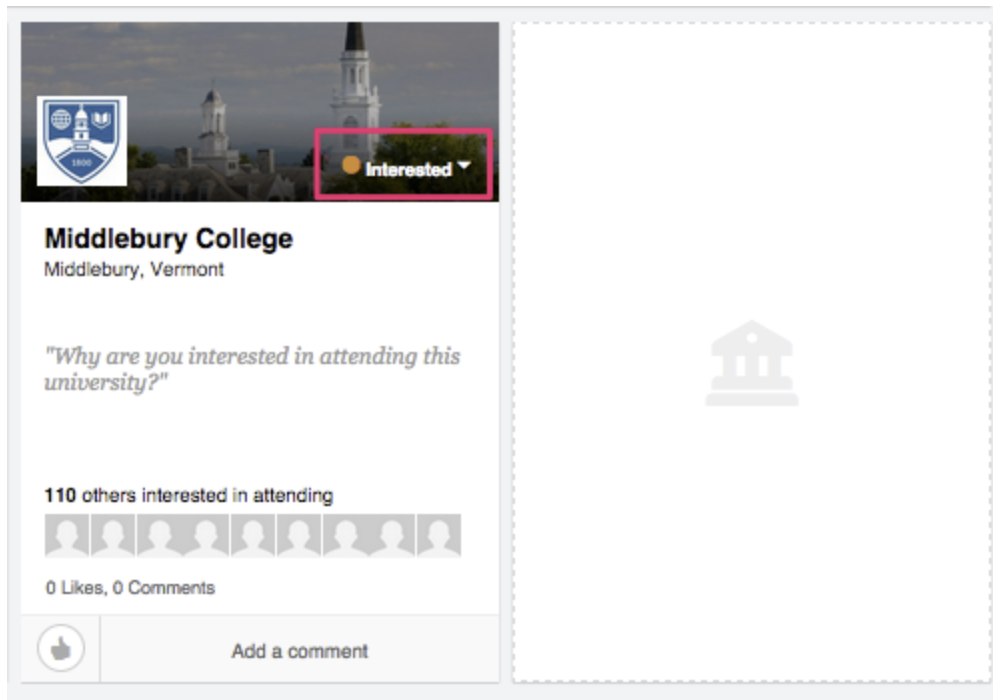 1800
Interested
Middlebury College
Middlebury, Vermont
"Why are you interested in attending this
university?"
110 others interested in attending
0 Likes, 0 Comments
Add a comment